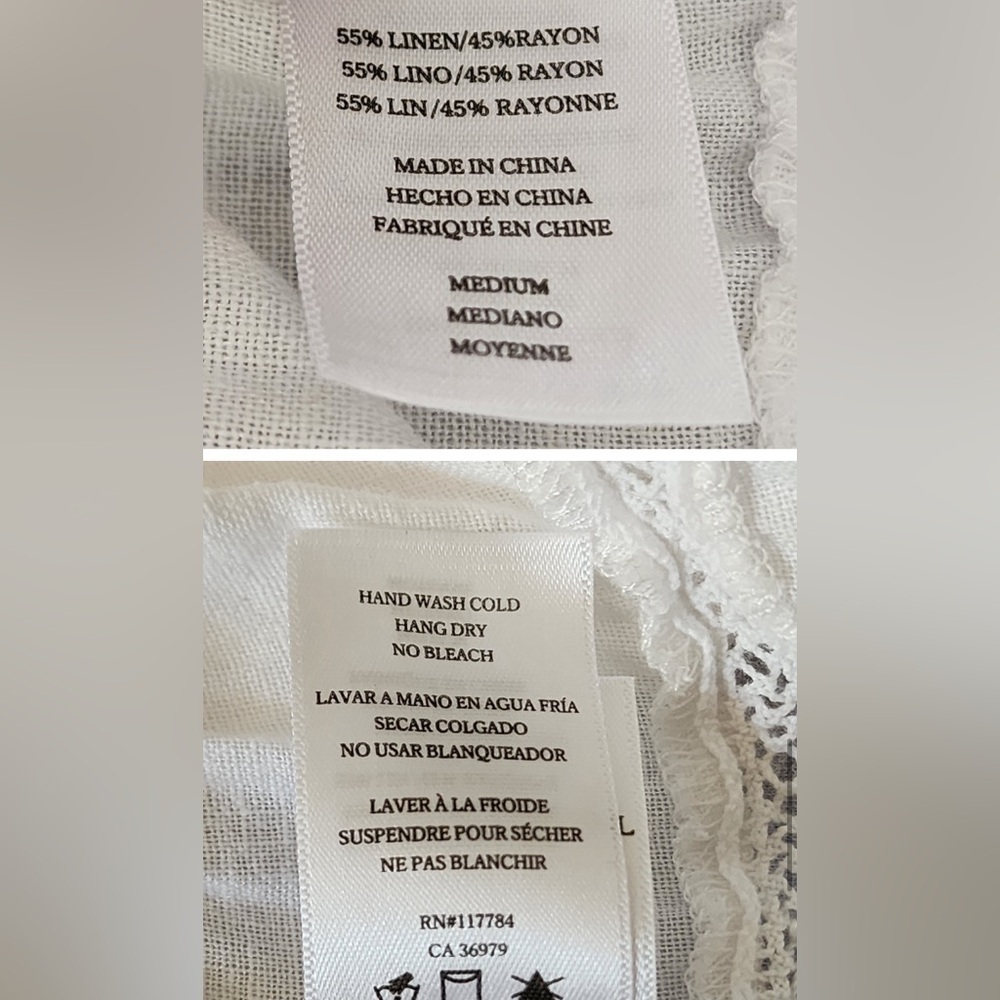 55% LINEN/45%RAYON
55% LINO/45% RAYON
55% LIN/45% RAYONNE
MADE IN CHINA
HECHO EN CHINA
FABRIQUÉ EN CHINE
MEDIUM
MEDIANO
MOYENNE
HAND WASH COLD
HANG DRY
NO BLEACH
LAVAR A MANO EN AGUA FRÍA
SECAR COLGADO
NO USAR BLANQUEADOR
LAVER À LA FROIDE
SUSPENDRE POUR SÉCHER
NE PAS BLANCHIR
L
RN#117784
CA 36979